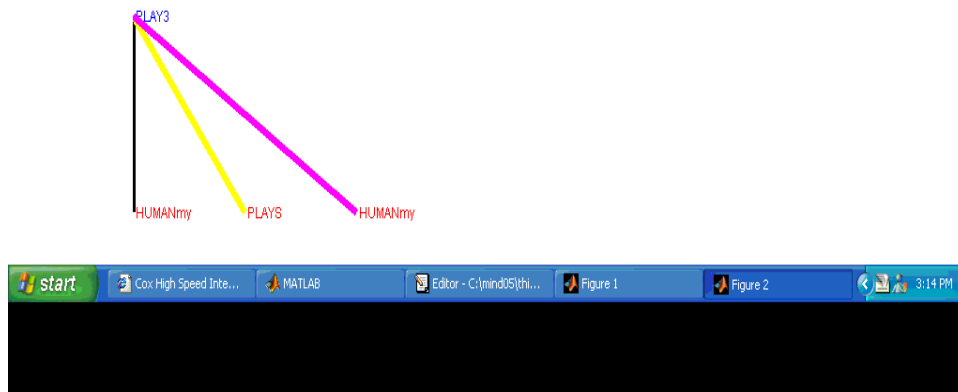 PLAY3
HUMANmy PLAYS HUMANmy
start Cox High Speed Inte... MATLAB Editor - C:\mind05\thi... Figure 1 Figure 2 3:14 PM